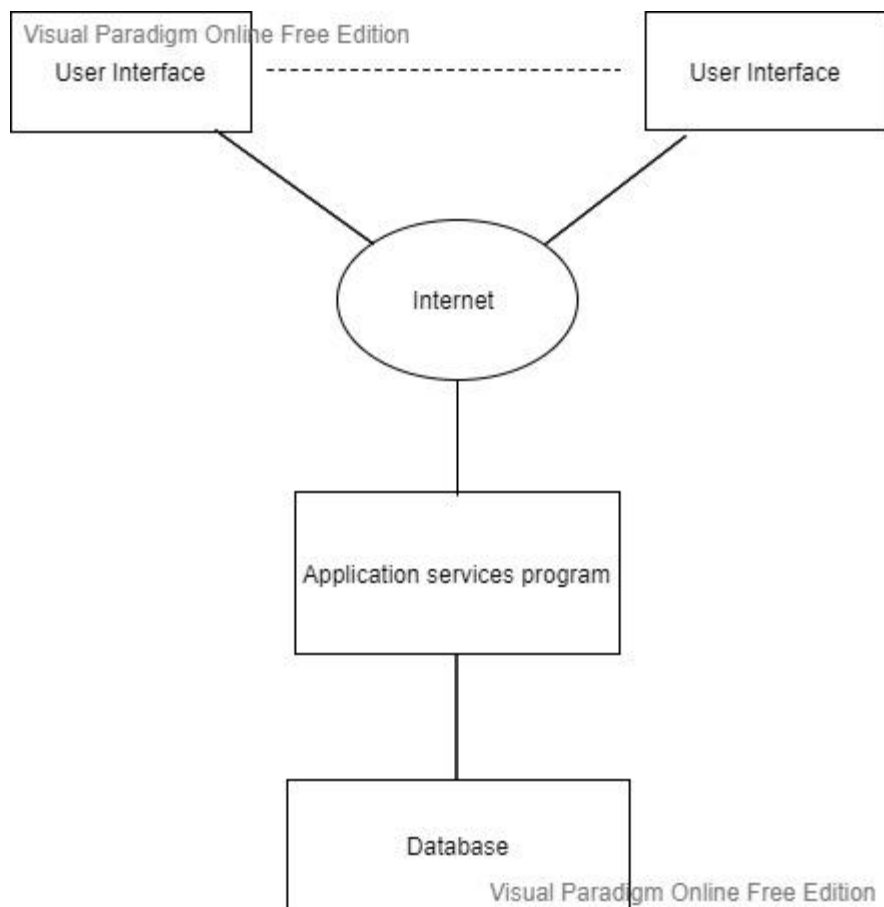 Visual Paradigm Online Free Edition
User Interface
User Interface
Internet
Application services program
Database
Visual Paradigm Online Free Edition